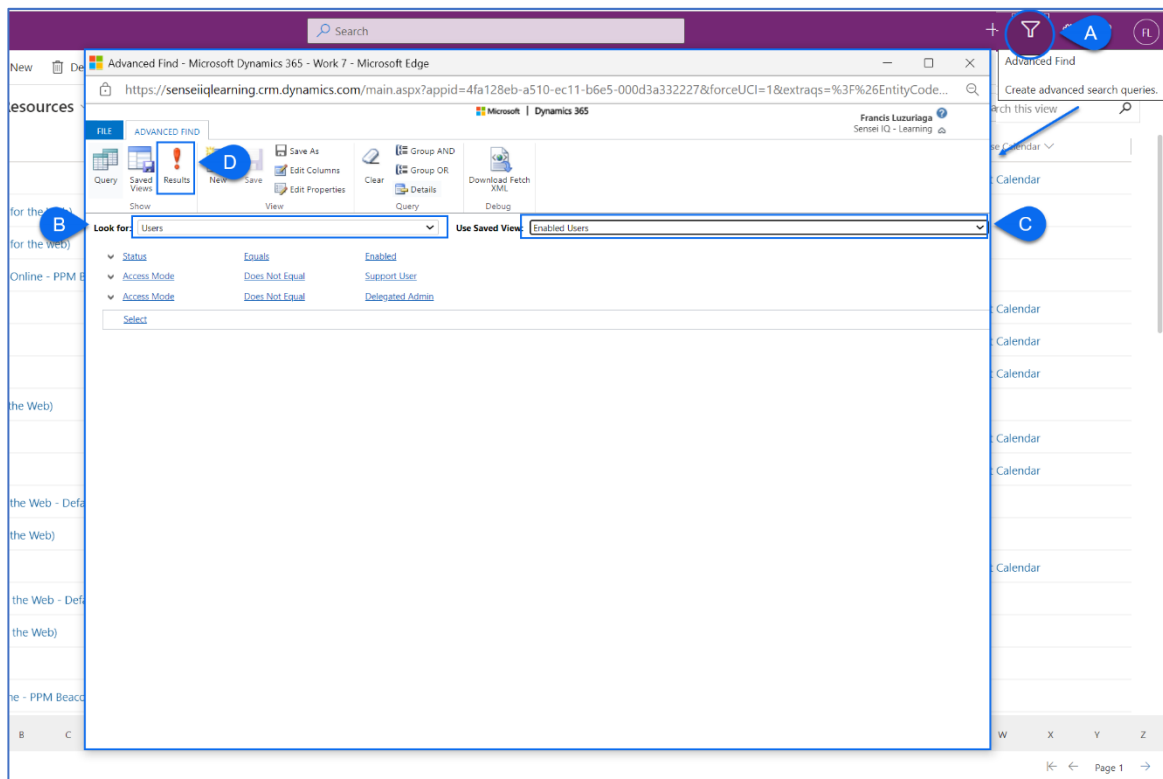 Search
A
FL
Advanced Find
Create advanced search queries.
New
Advanced Find - Microsoft Dynamics 365 - Work 7 - Microsoft Edge
https://senseiiqlearning.crm.dynamics.com/main.aspx?appid=4fa128eb-a510-ec11-b6e5-000d3a332227&forceUCI=1&extraqs=%3F%26EntityCode...
Microsoft | Dynamics 365
Francis Luzuriaga
Sensei IQ - Learning
FILE
ADVANCED FIND
Query
Saved Views
Results
D
New
Save
Save As
Edit Columns
Edit Properties
Clear
Group AND
Group OR
Details
Download Fetch XML
Show
View
Query
Debug
B
Look for:
Users
Use Saved View:
Enabled Users
C
Status Equals Enabled
Access Mode Does Not Equal Support User
Access Mode Does Not Equal Delegated Admin
Select
esources
for the
for the Web)
Online - PPM B
the Web)
the Web - Defa
the Web)
the Web - Defa
the Web)
ne - PPM Beaco
B C
rch this view
se Calendar
Calendar
Calendar
Calendar
Calendar
Calendar
Calendar
Calendar
W X Y Z
Page 1